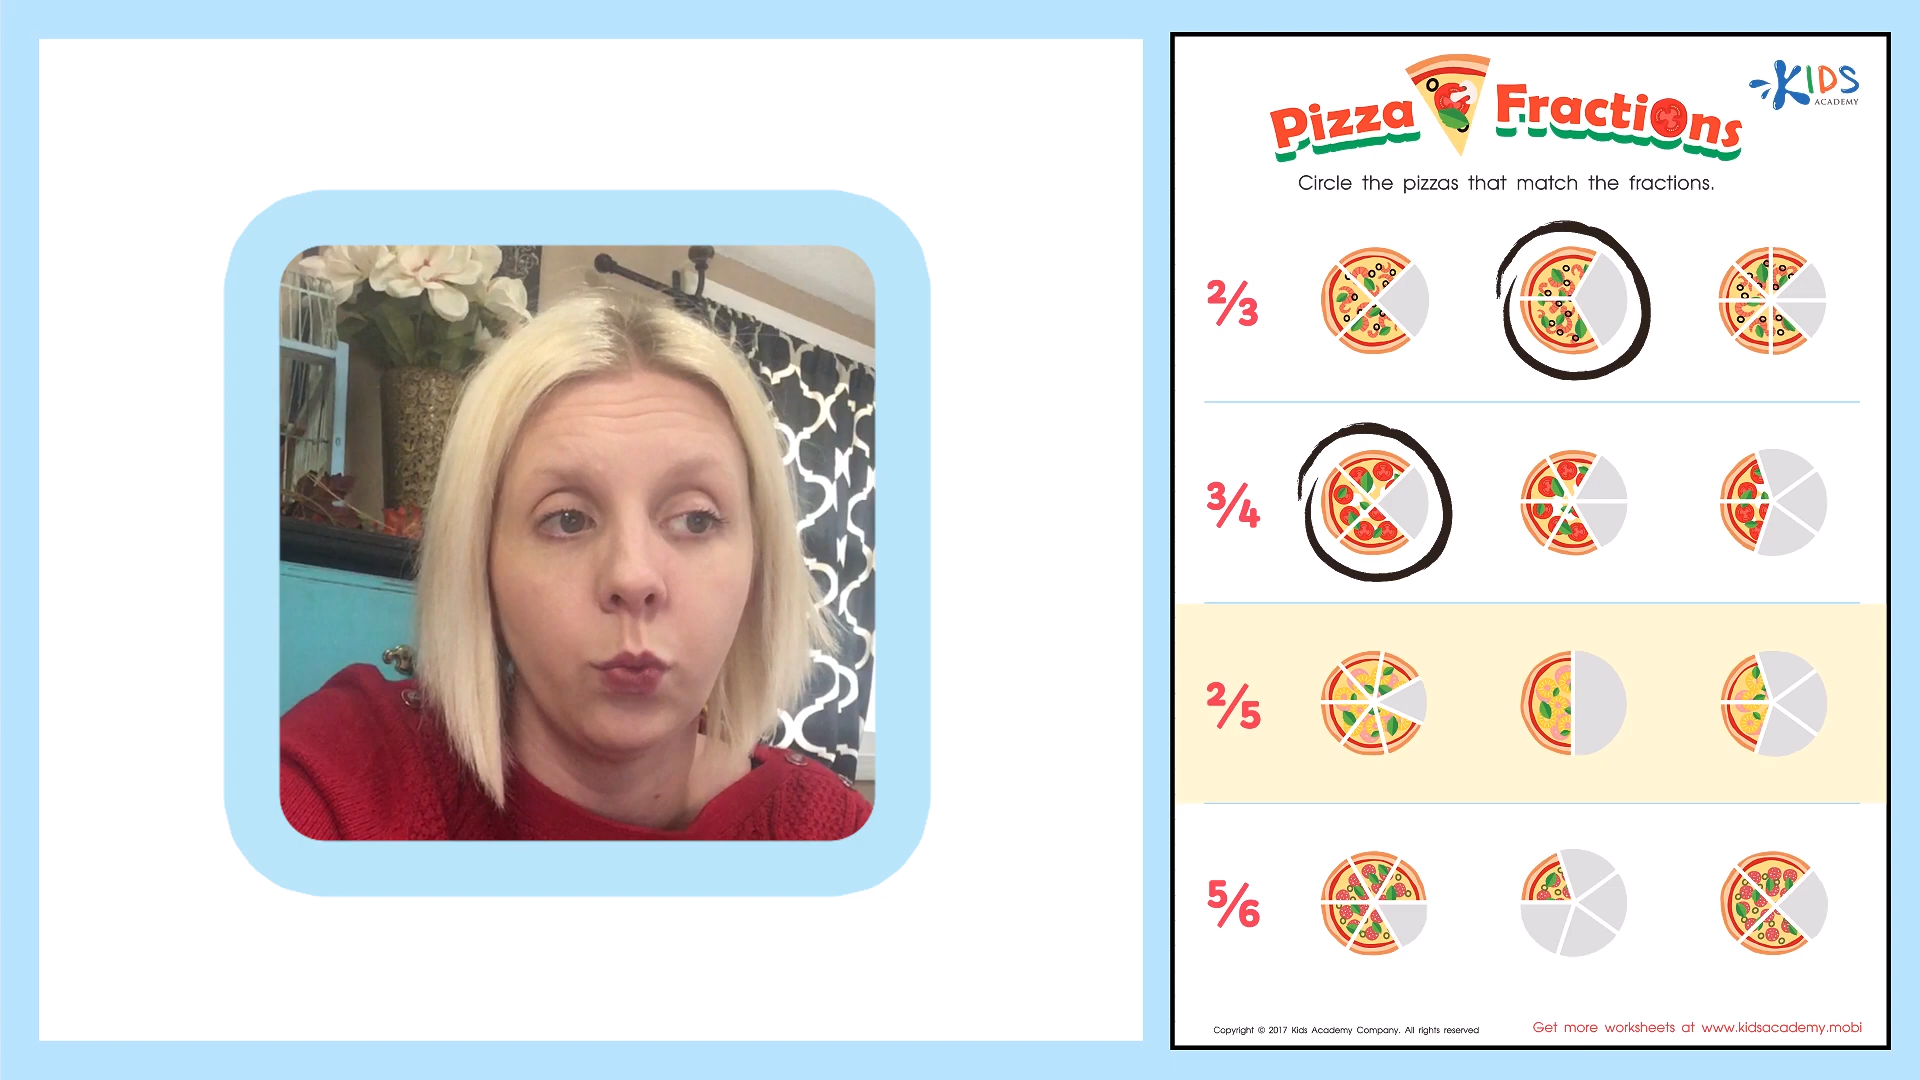 Pizza Fractions
KIDS
ACADEMY
Circle the pizzas that match the fractions.
2/3
3/4
2/5
5/6
Copyright © 2017 Kids Academy Company. All rights reserved
Get more worksheets at www.kidsacademy.mobi